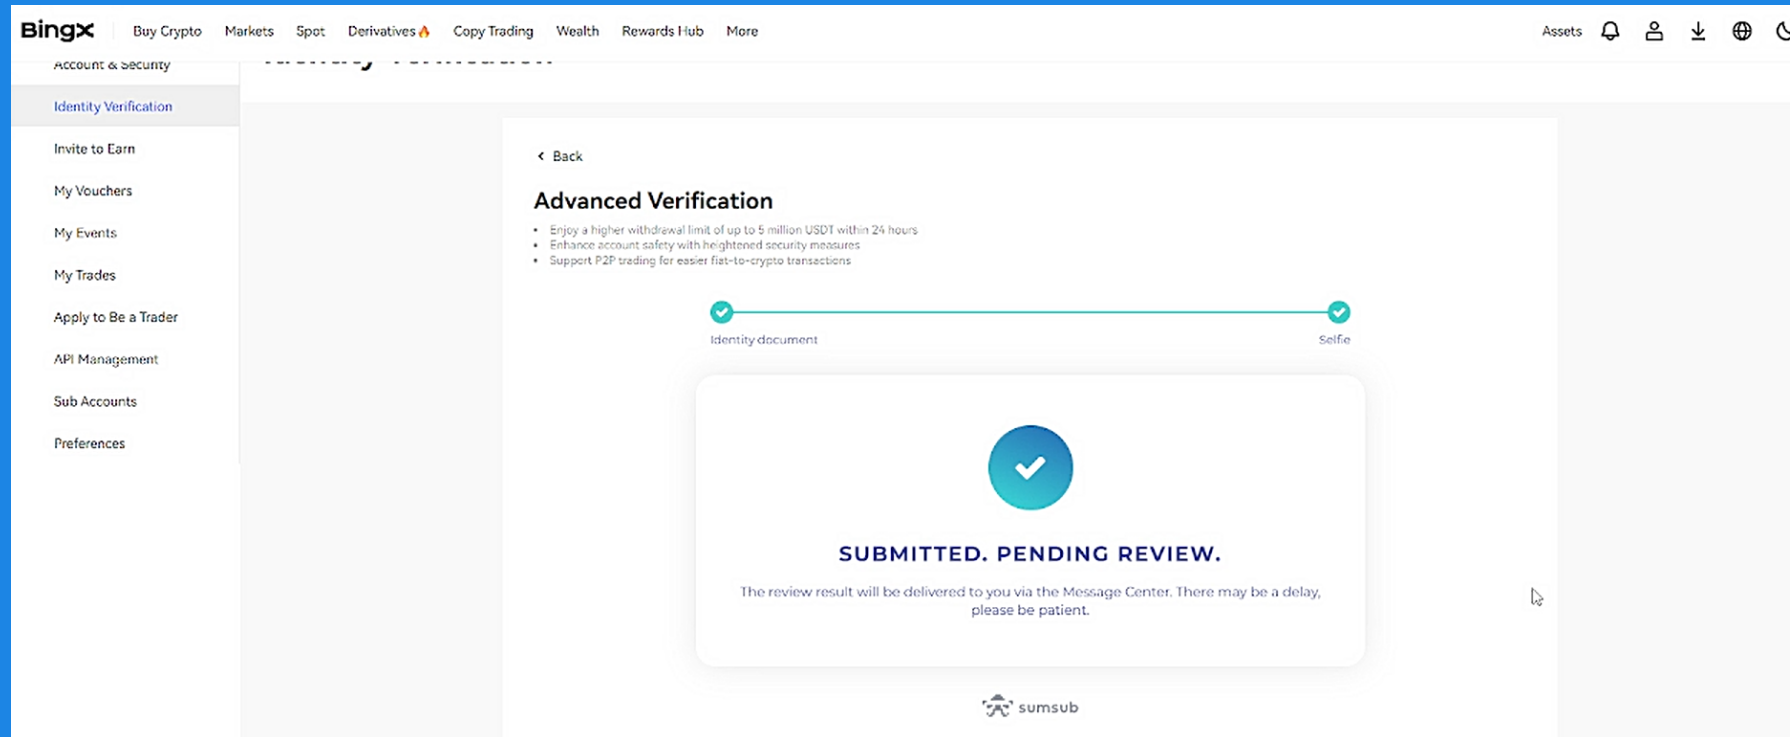 BingX
Buy Crypto
Markets
Spot
Derivatives
Copy Trading
Wealth
Rewards Hub
More
Assets
Account & Security
Identity Verification
Identity Verification
Invite to Earn
My Vouchers
My Events
My Trades
Apply to Be a Trader
API Management
Sub Accounts
Preferences
Back
Advanced Verification
Enjoy a higher withdrawal limit of up to 5 million USDT within 24 hours
Enhance account safety with heightened security measures
Support P2P trading for easier fiat-to-crypto transactions
Identity document
Selfie
SUBMITTED. PENDING REVIEW.
The review result will be delivered to you via the Message Center. There may be a delay,
please be patient.
sumsub